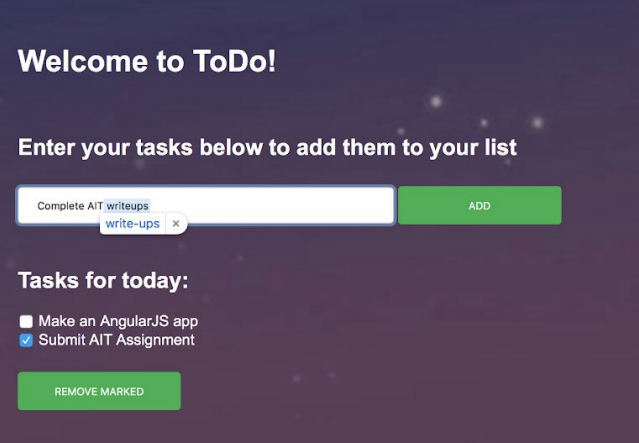 Welcome to ToDo!
Enter your tasks below to add them to your list
Complete AIT writeups
ADD
write-ups ×
Tasks for today:
Make an AngularJS app
Submit AIT Assignment
REMOVE MARKED